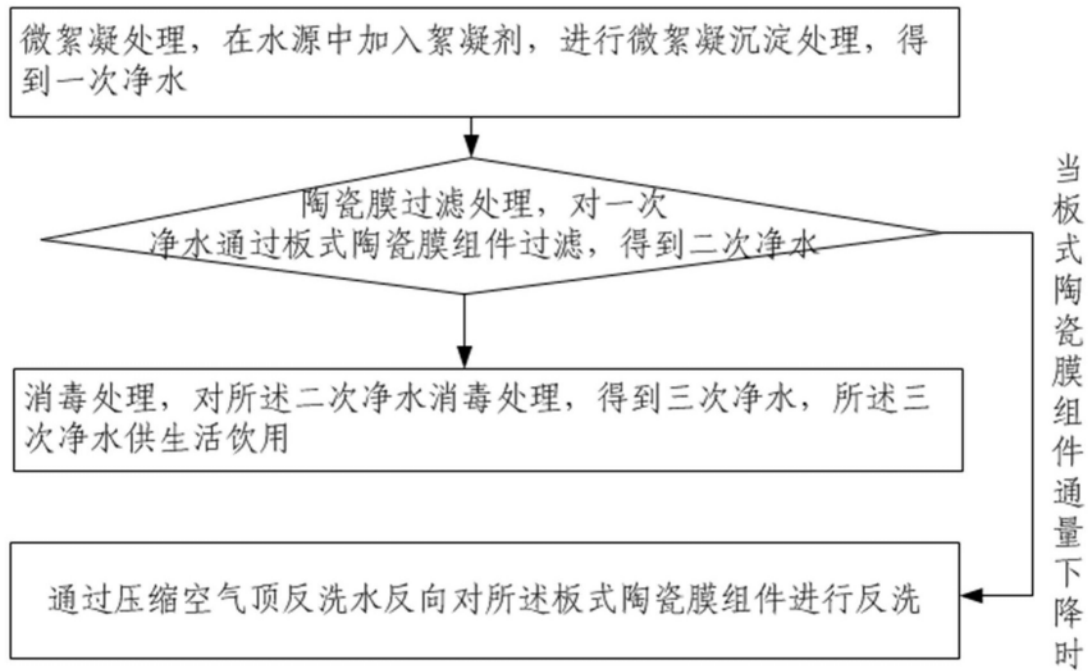 微絮凝处理，在水源中加入絮凝剂，进行微絮凝沉淀处理，得
到一次净水
陶瓷膜过滤处理，对一次
净水通过板式陶瓷膜组件过滤，得到二次净水
当板式陶瓷膜组件通量下降时
消毒处理，对所述二次净水消毒处理，得到三次净水，所述三
次净水供生活饮用
通过压缩空气顶反洗水反向对所述板式陶瓷膜组件进行反洗